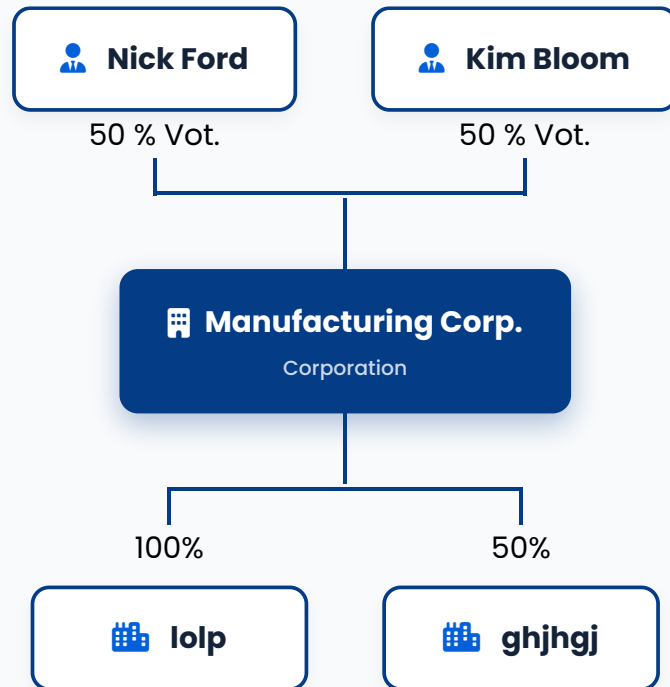 Nick Ford
Kim Bloom
50 % Vot.
50 % Vot.
Manufacturing Corp.
Corporation
100%
50%
lolp
ghjhgj